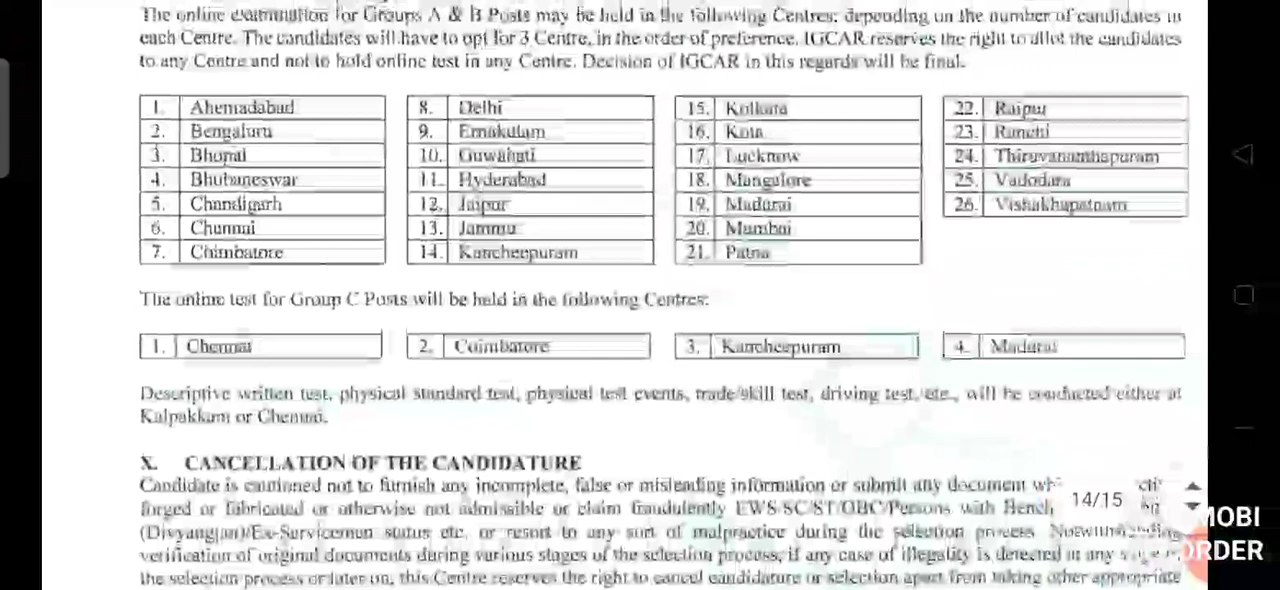 The online examination for Groups A & B Posts may be held in the following Centres; depending on the number of candidates in
each Centre. The candidates will have to opt for 3 Centre, in the order of preference. IGCAR reserves the right to allot the candidates
to any Centre and not to hold online test in any Centre. Decision of IGCAR in this regards will be final.
1. Ahemadabad 8. Delhi 15. Kolkata 22. Raipur
2. Bengaluru 9. Ernakulam 16. Kota 23. Ranchi
3. Bhopal 10. Guwahati 17. Lucknow 24. Thiruvananthapuram
4. Bhubaneswar 11. Hyderabad 18. Mangalore 25. Vadodara
5. Chandigarh 12. Jaipur 19. Madurai 26. Vishakhapatnam
6. Chennai 13. Jammu 20. Mumbai
7. Chimbatore 14. Kancheepuram 21. Patna
The online test for Group C Posts will be held in the following Centres:
1. Chennai 2. Coimbatore 3. Kancheepuram 4. Madurai
Descriptive written test, physical standard test, physical test events, trade/skill test, driving test, etc., will be conducted either at
Kalpakkam or Chennai.
X. CANCELLATION OF THE CANDIDATURE
Candidate is cautioned not to furnish any incomplete, false or misleading information or submit any document
forged or fabricated or otherwise not admissible or claim fraudulently EWS/SC/ST/OBC/Persons with
14/15
(Divyangjan)/Ex-Servicemen status etc. or resort to any sort of malpractice during the selection process.
verification of original documents during various stages of the selection process, if any case of illegality is detected at any
the selection process or later on, this Centre reserves the right to cancel candidature or selection apart from taking other appropriate
MOBI
ORDER